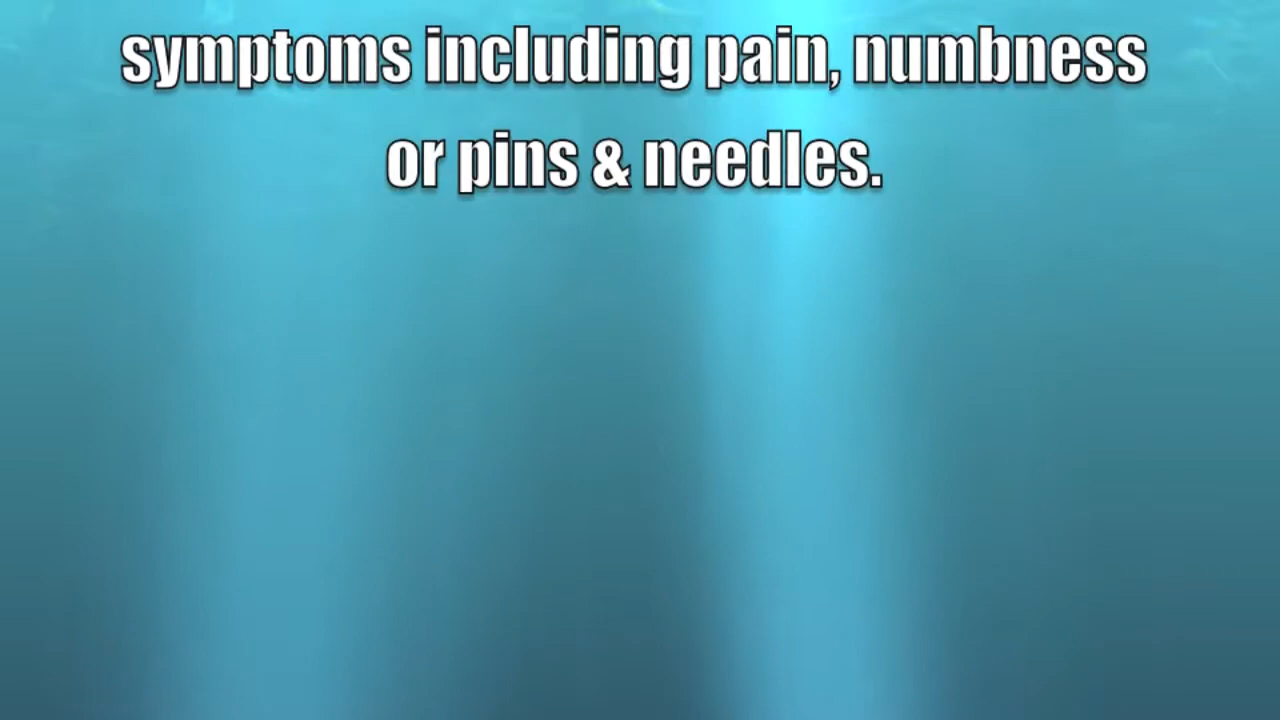 symptoms including pain, numbness
or pins & needles.